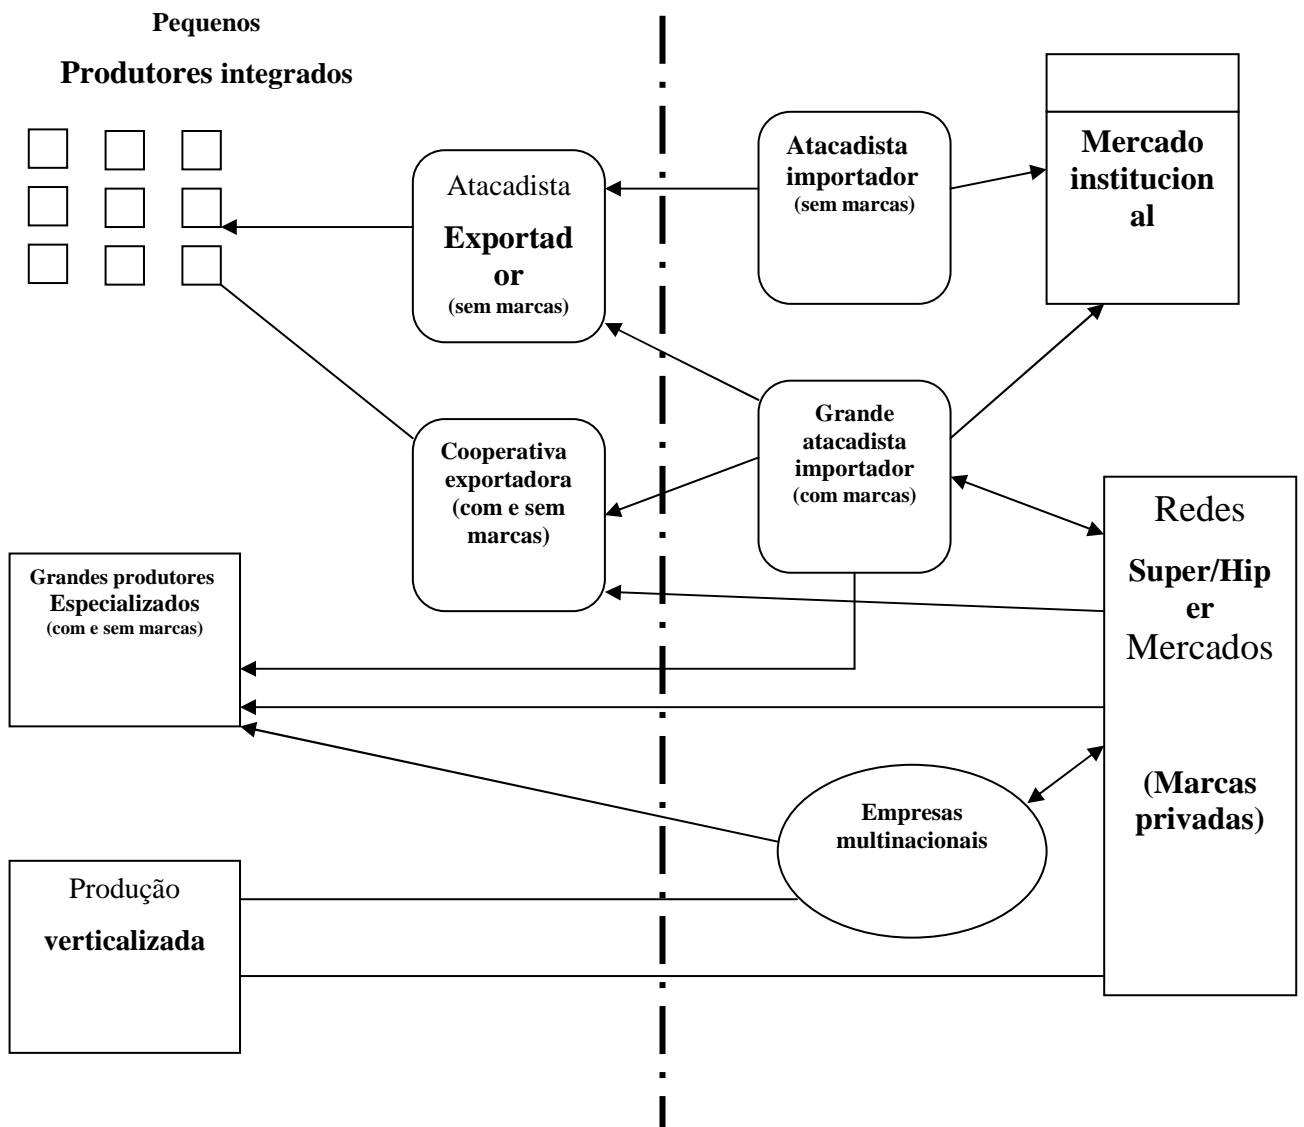 Pequenos
Produtores integrados
Atacadista
Exportad
or
(sem marcas)
Atacadista
importador
(sem marcas)
Mercado
institucion
al
Cooperativa
exportadora
(com e sem
marcas)
Grande
atacadista
importador
(com marcas)
Redes
Super/Hip
er
Mercados
(Marcas
privadas)
Grandes produtores
Especializados
(com e sem marcas)
Empresas
multinacionais
Produção
verticalizada